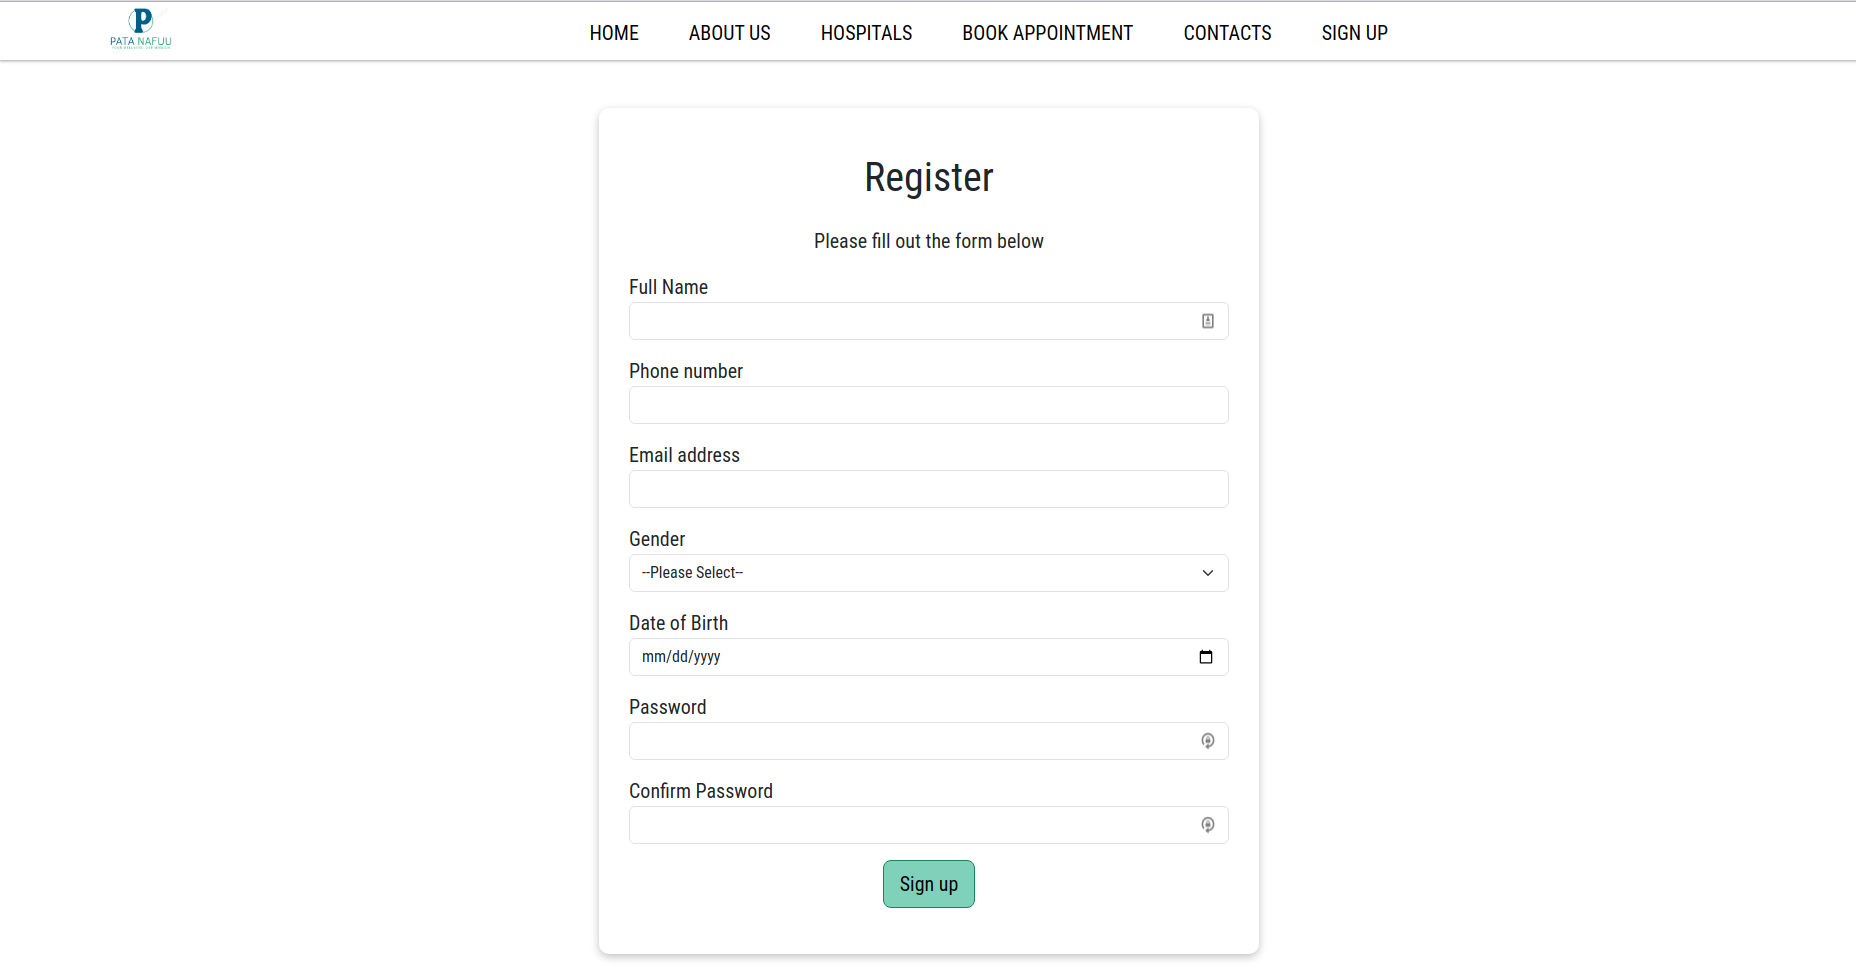 PATA NAFUU
HOME
ABOUT US
HOSPITALS
BOOK APPOINTMENT
CONTACTS
SIGN UP
Register
Please fill out the form below
Full Name
Phone number
Email address
Gender
--Please Select--
Date of Birth
mm/dd/yyyy
Password
Confirm Password
Sign up